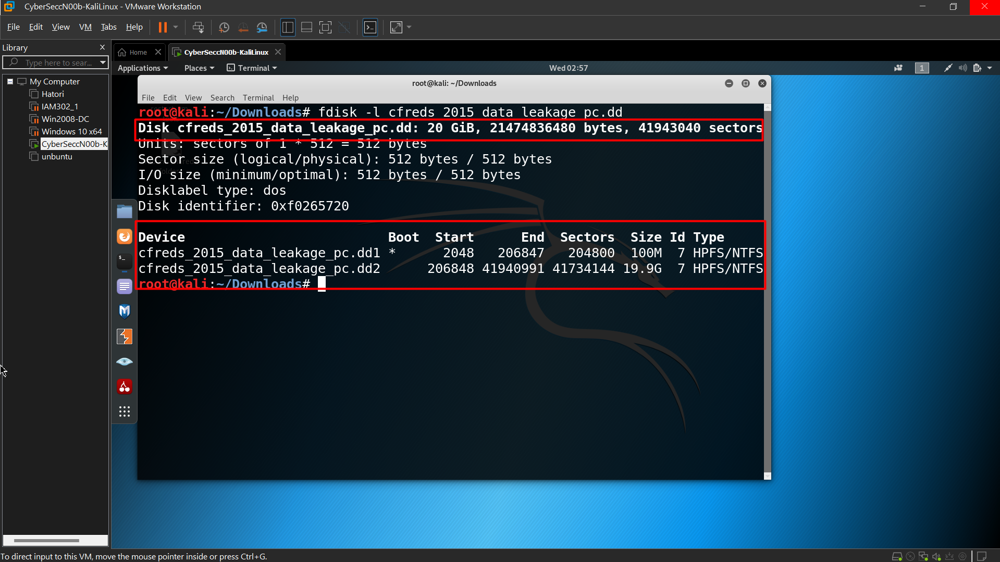 CyberSeccN00b-KaliLinux - VMware Workstation
File Edit View VM Tabs Help
Library
Type here to sear...
My Computer
Hatori
IAM302_1
Win2008-DC
Windows 10 x64
CyberSeccN00b-K
unbuntu
Home
CyberSeccN00b-KaliLinux
Applications Places Terminal Wed 02:57 1
root@kali: ~/Downloads
File Edit View Search Terminal Help
root@kali:~/Downloads# fdisk -l cfreds_2015_data_leakage_pc.dd
Disk cfreds_2015_data_leakage_pc.dd: 20 GiB, 21474836480 bytes, 41943040 sectors
Units: sectors of 1 * 512 = 512 bytes
Sector size (logical/physical): 512 bytes / 512 bytes
I/O size (minimum/optimal): 512 bytes / 512 bytes
Disklabel type: dos
Disk identifier: 0xf0265720
Device Boot Start End Sectors Size Id Type
cfreds_2015_data_leakage_pc.dd1 * 2048 206847 204800 100M 7 HPFS/NTFS
cfreds_2015_data_leakage_pc.dd2 206848 41940991 41734144 19.9G 7 HPFS/NTFS
root@kali:~/Downloads#
To direct input to this VM, move the mouse pointer inside or press Ctrl+G.